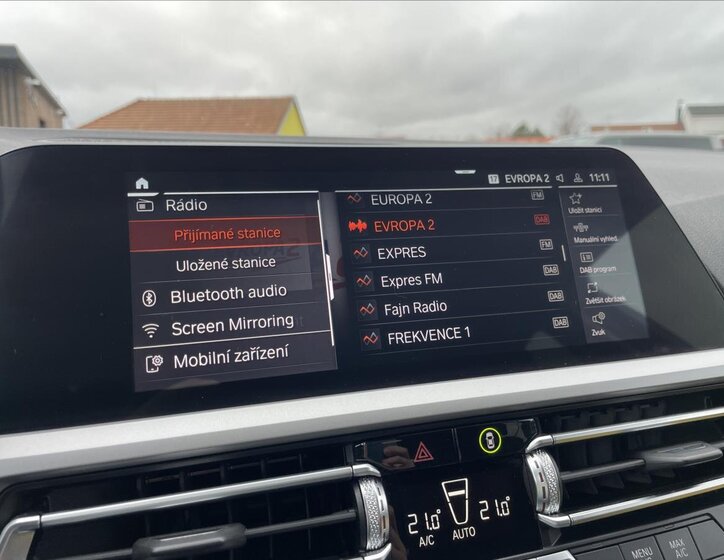 17 EVROPA 2 11:11
Rádio
Přijímané stanice
Uložené stanice
Bluetooth audio
Screen Mirroring
Mobilní zařízení
EUROPA 2 FM
EVROPA 2 DAB
EXPRES FM
Expres FM DAB
Fajn Radio DAB
FREKVENCE 1 DAB
Uložit stanici
Manuální vyhled.
DAB program
Zvětšit obrázek
Zvuk
21.0° 21.0°
A/C AUTO
MENU
MAX
A/C